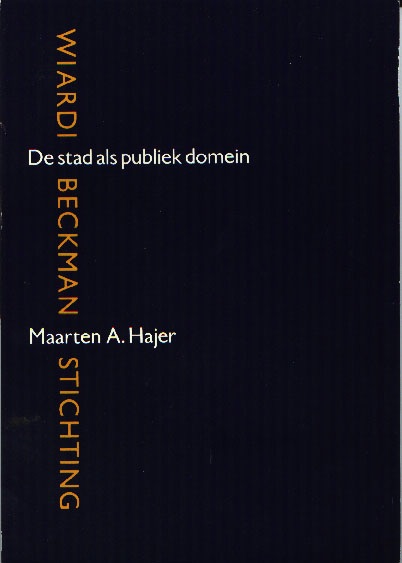 WIARDI BECKMAN STICHTING
De stad als publiek domein
Maarten A. Hajer